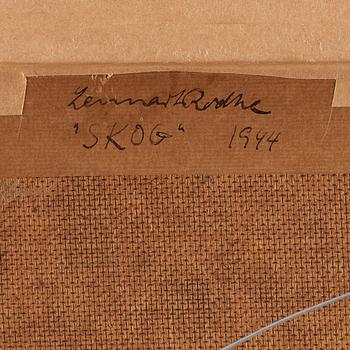 Lennart Rodhe
"SKOG" 1944